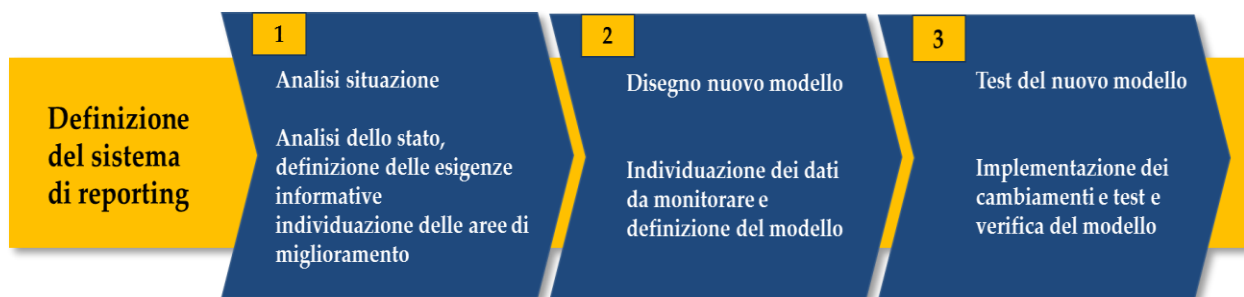 Definizione
del sistema
di reporting
1
Analisi situazione
Analisi dello stato,
definizione delle esigenze
informative
individuazione delle aree di
miglioramento
2
Disegno nuovo modello
Individuazione dei dati
da monitorare e
definizione del modello
3
Test del nuovo modello
Implementazione dei
cambiamenti e test e
verifica del modello